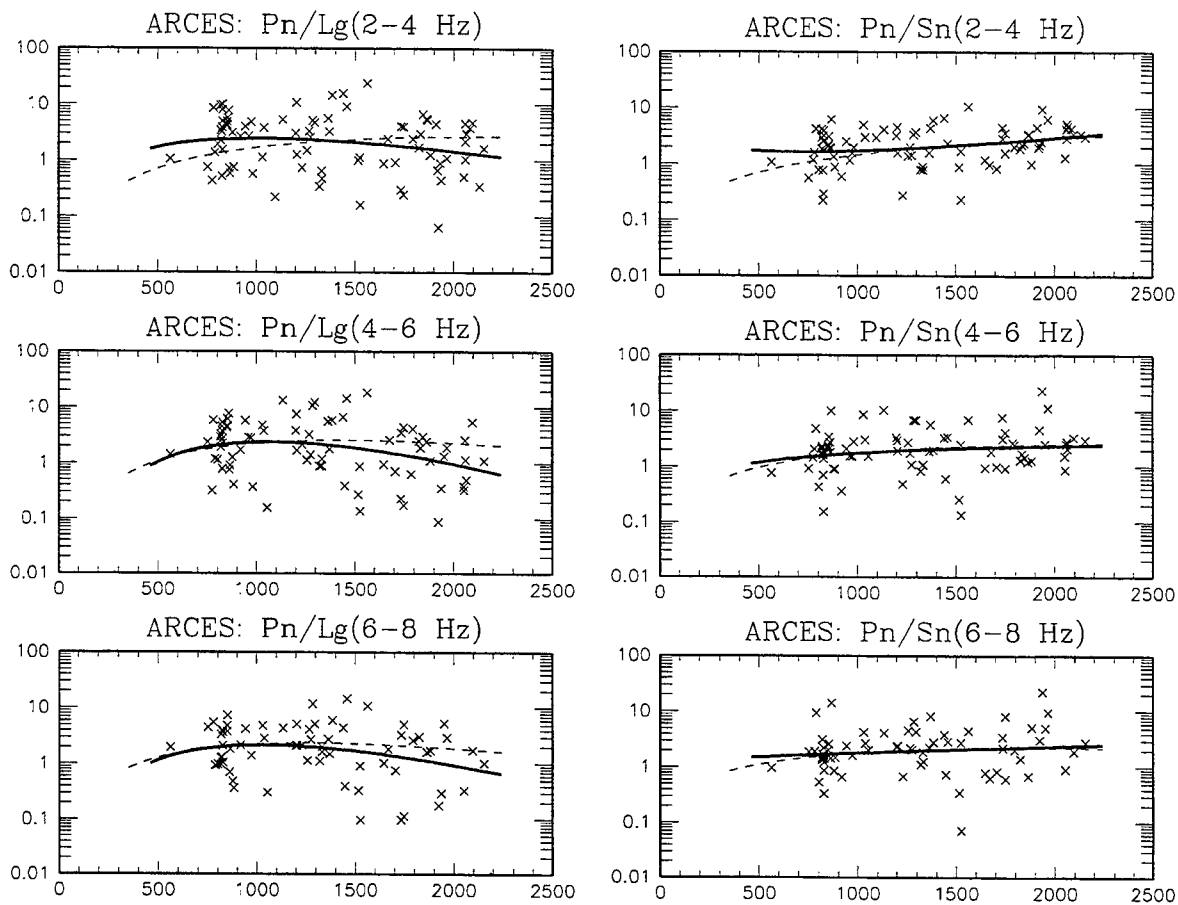 ARCES: Pn/Lg(2-4 Hz)
100
10
1
0.1
0.01
0 500 1000 1500 2000 2500
ARCES: Pn/Sn(2-4 Hz)
100
10
1
0.1
0.01
0 500 1000 1500 2000 2500
ARCES: Pn/Lg(4-6 Hz)
100
10
1
0.1
0.01
0 500 1000 1500 2000 2500
ARCES: Pn/Sn(4-6 Hz)
100
10
1
0.1
0.01
0 500 1000 1500 2000 2500
ARCES: Pn/Lg(6-8 Hz)
100
10
1
0.1
0.01
0 500 1000 1500 2000 2500
ARCES: Pn/Sn(6-8 Hz)
100
10
1
0.1
0.01
0 500 1000 1500 2000 2500